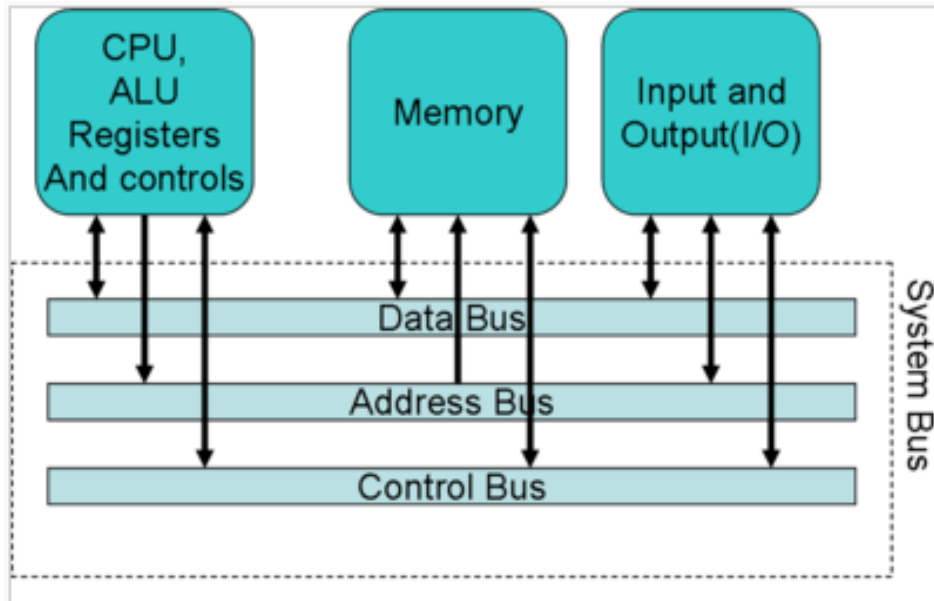 CPU,
ALU
Registers
And controls
Memory
Input and
Output(I/O)
Data Bus
Address Bus
Control Bus
System Bus